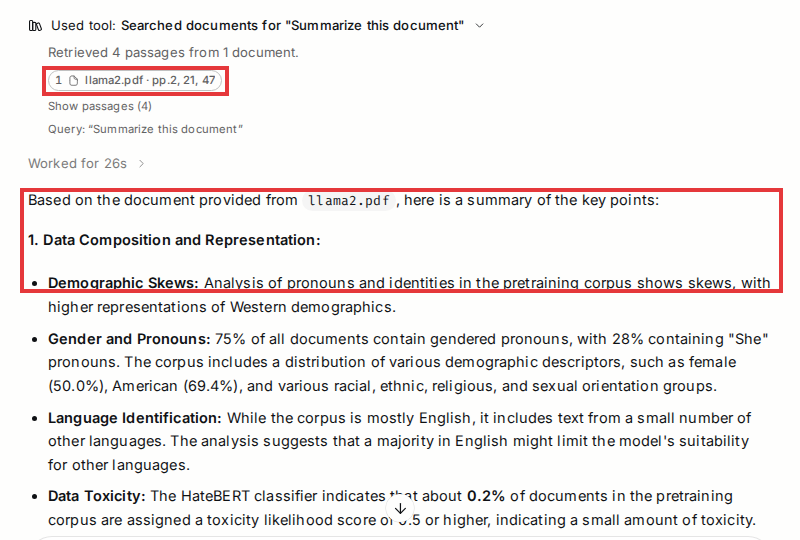 Used tool: Searched documents for "Summarize this document"
Retrieved 4 passages from 1 document.
1 llama2.pdf · pp.2, 21, 47
Show passages (4)
Query: “Summarize this document”
Worked for 26s
Based on the document provided from llama2.pdf , here is a summary of the key points:
1. Data Composition and Representation:
• Demographic Skews: Analysis of pronouns and identities in the pretraining corpus shows skews, with
higher representations of Western demographics.
• Gender and Pronouns: 75% of all documents contain gendered pronouns, with 28% containing "She"
pronouns. The corpus includes a distribution of various demographic descriptors, such as female
(50.0%), American (69.4%), and various racial, ethnic, religious, and sexual orientation groups.
• Language Identification: While the corpus is mostly English, it includes text from a small number of
other languages. The analysis suggests that a majority in English might limit the model's suitability
for other languages.
• Data Toxicity: The HateBERT classifier indicates that about 0.2% of documents in the pretraining
corpus are assigned a toxicity likelihood score of 0.5 or higher, indicating a small amount of toxicity.